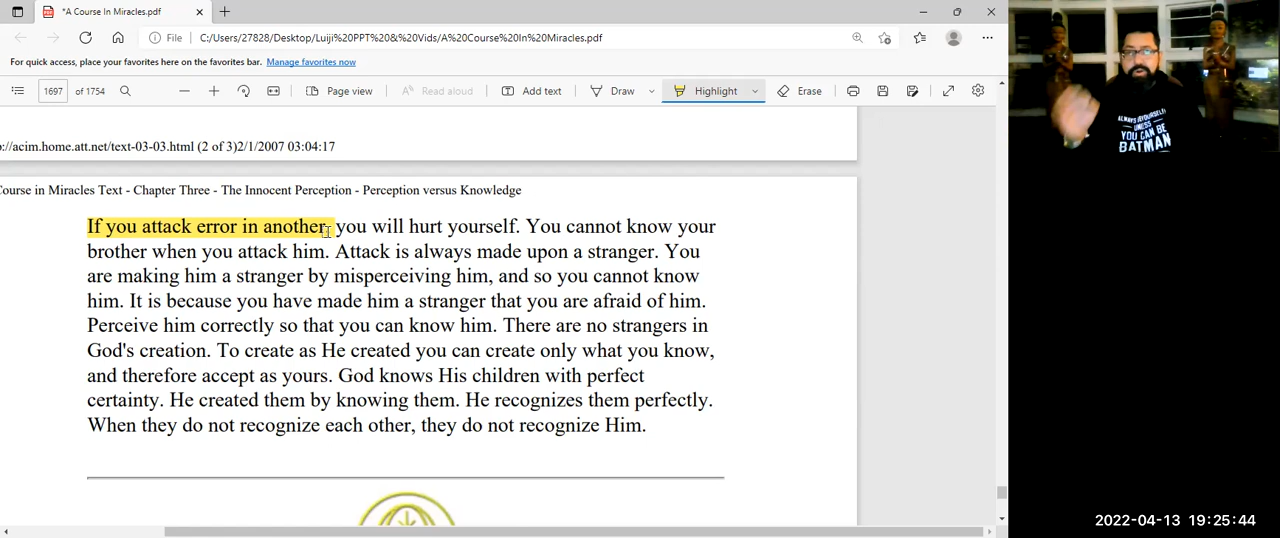 *A Course In Miracles.pdf
File
C:/Users/27828/Desktop/Luiji%20PPT%20&%20Vids/A%20Course%20In%20Miracles.pdf
For quick access, place your favorites here on the favorites bar. Manage favorites now
1697 of 1754
Page view
Read aloud
Add text
Draw
Highlight
Erase
://acim.home.att.net/text-03-03.html (2 of 3)2/1/2007 03:04:17
Course in Miracles Text - Chapter Three - The Innocent Perception - Perception versus Knowledge
If you attack error in another, you will hurt yourself. You cannot know your
brother when you attack him. Attack is always made upon a stranger. You
are making him a stranger by misperceiving him, and so you cannot know
him. It is because you have made him a stranger that you are afraid of him.
Perceive him correctly so that you can know him. There are no strangers in
God's creation. To create as He created you can create only what you know,
and therefore accept as yours. God knows His children with perfect
certainty. He created them by knowing them. He recognizes them perfectly.
When they do not recognize each other, they do not recognize Him.
YOU CAN BE
BATMAN
2022-04-13 19:25:44